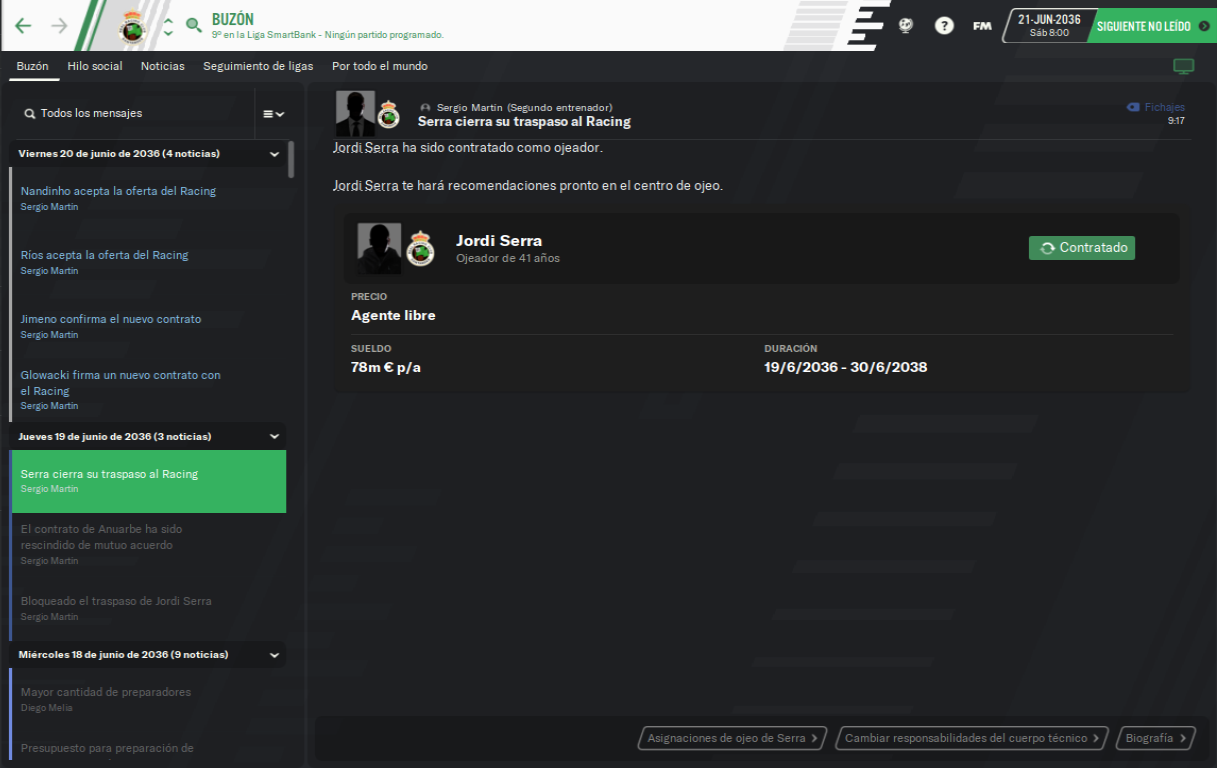 BUZÓN
9º en la Liga SmartBank - Ningún partido programado.
FM
21-JUN-2036
Sáb 8:00
SIGUIENTE NO LEÍDO
Buzón
Hilo social
Noticias
Seguimiento de ligas
Por todo el mundo
Todos los mensajes
Viernes 20 de junio de 2036 (4 noticias)
Nandinho acepta la oferta del Racing
Sergio Martín
Ríos acepta la oferta del Racing
Sergio Martín
Jimeno confirma el nuevo contrato
Sergio Martín
Glowacki firma un nuevo contrato con
el Racing
Sergio Martín
Jueves 19 de junio de 2036 (3 noticias)
Serra cierra su traspaso al Racing
Sergio Martín
El contrato de Anuarbe ha sido
rescindido de mutuo acuerdo
Sergio Martín
Bloqueado el traspaso de Jordi Serra
Sergio Martín
Miércoles 18 de junio de 2036 (9 noticias)
Mayor cantidad de preparadores
Diego Melia
Presupuesto para preparación de
Sergio Martín (Segundo entrenador)
Serra cierra su traspaso al Racing
Fichajes
9:17
Jordi Serra ha sido contratado como ojeador.
Jordi Serra te hará recomendaciones pronto en el centro de ojeo.
Jordi Serra
Ojeador de 41 años
Contratado
PRECIO
Agente libre
SUELDO
78m € p/a
DURACIÓN
19/6/2036 - 30/6/2038
Asignaciones de ojeo de Serra
Cambiar responsabilidades del cuerpo técnico
Biografía